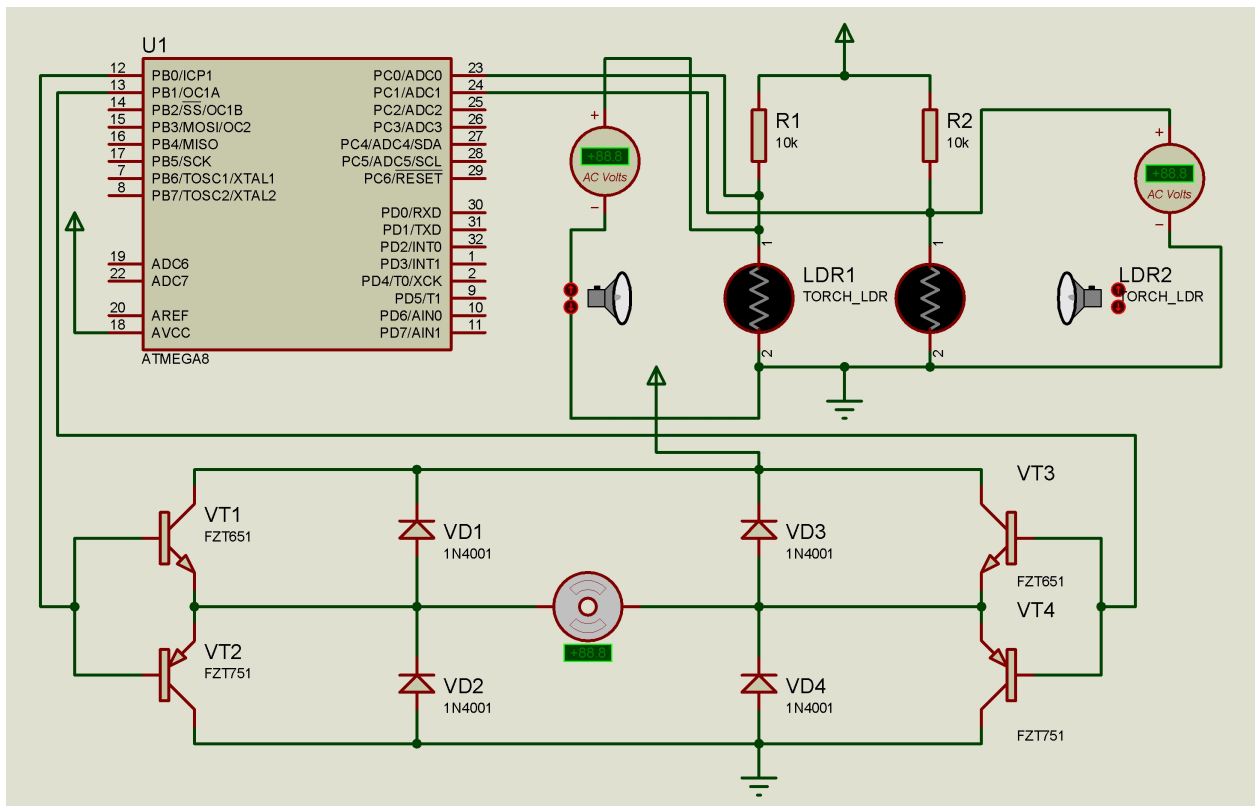 U1
12 PB0/ICP1 PC0/ADC0 23
13 PB1/OC1A PC1/ADC1 24
14 PB2/SS/OC1B PC2/ADC2 25
15 PB3/MOSI/OC2 PC3/ADC3 26
16 PB4/MISO PC4/ADC4/SDA 27
17 PB5/SCK PC5/ADC5/SCL 28
7 PB6/TOSC1/XTAL1 PC6/RESET 29
8 PB7/TOSC2/XTAL2
PD0/RXD 30
PD1/TXD 31
PD2/INT0 32
19 ADC6 PD3/INT1 1
22 ADC7 PD4/T0/XCK 2
PD5/T1 9
20 AREF PD6/AIN0 10
18 AVCC PD7/AIN1 11
ATMEGA8
+
+88.8
AC Volts
−
R1
10k
R2
10k
+
+88.8
AC Volts
−
1
LDR1
TORCH_LDR
2
1
LDR2
TORCH_LDR
2
VT1
FZT651
VD1
1N4001
VD3
1N4001
VT3
FZT651
VT2
FZT751
VD2
1N4001
+88.8
VD4
1N4001
VT4
FZT751